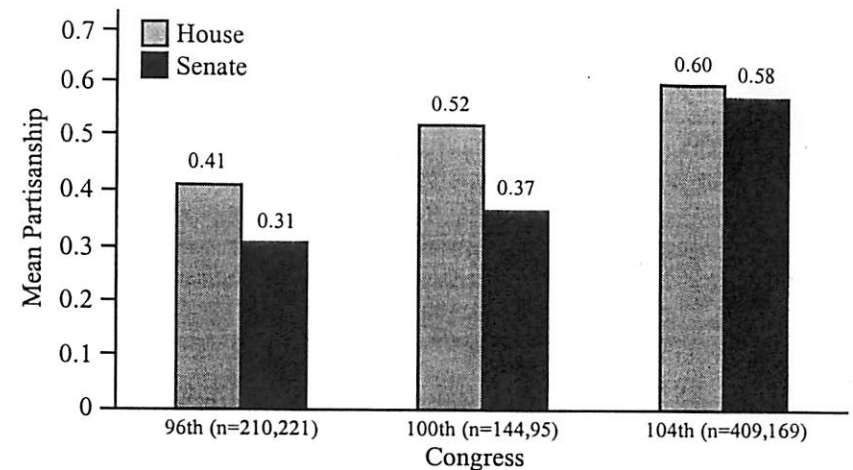 0.7
0.6
0.5
0.4
0.3
0.2
0.1
0
Mean Partisanship
House
Senate
0.41
0.31
0.52
0.37
0.60
0.58
96th (n=210,221)
100th (n=144,95)
104th (n=409,169)
Congress